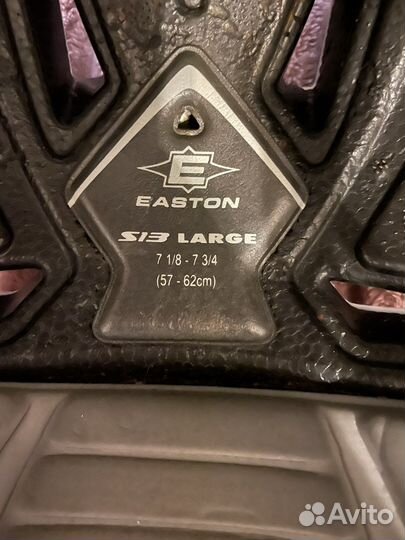 E
EASTON
S13 LARGE
7 1/8 - 7 3/4
(57 - 62cm)
Avito